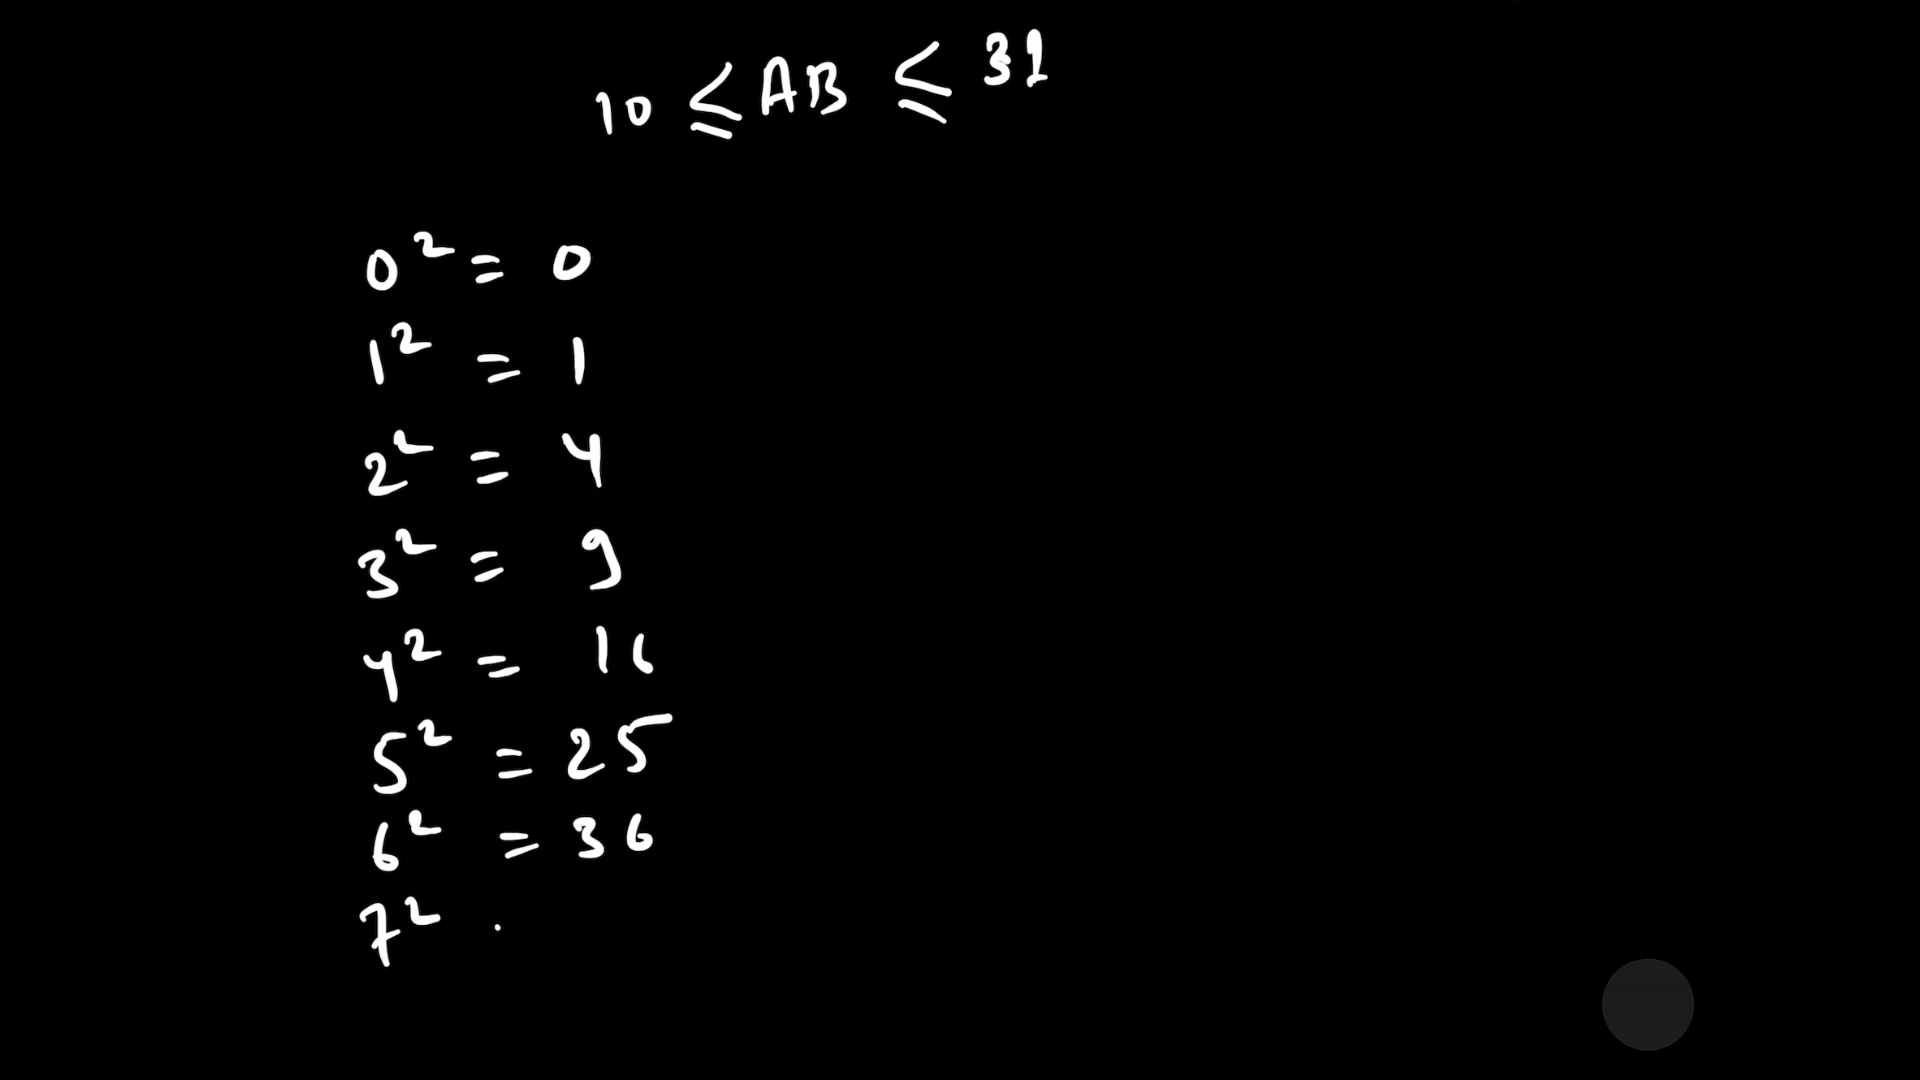 10 ≤ AB ≤ 31
0² = 0
1² = 1
2² = 4
3² = 9
4² = 16
5² = 25
6² = 36
7² .